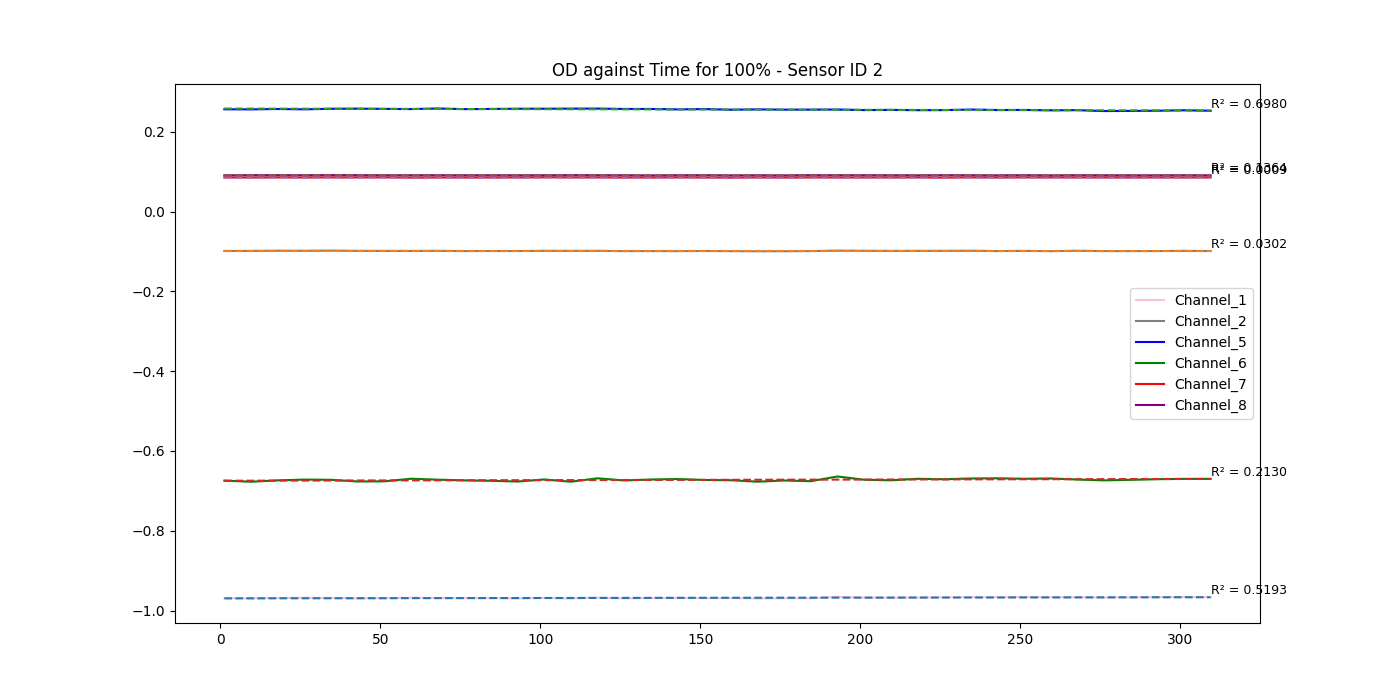 OD against Time for 100% - Sensor ID 2
R² = 0.6980
0.2
0.0
R² = 0.0302
−0.2
Channel_1
Channel_2
Channel_5
Channel_6
Channel_7
Channel_8
−0.4
−0.6
R² = 0.2130
−0.8
R² = 0.5193
−1.0
0 50 100 150 200 250 300